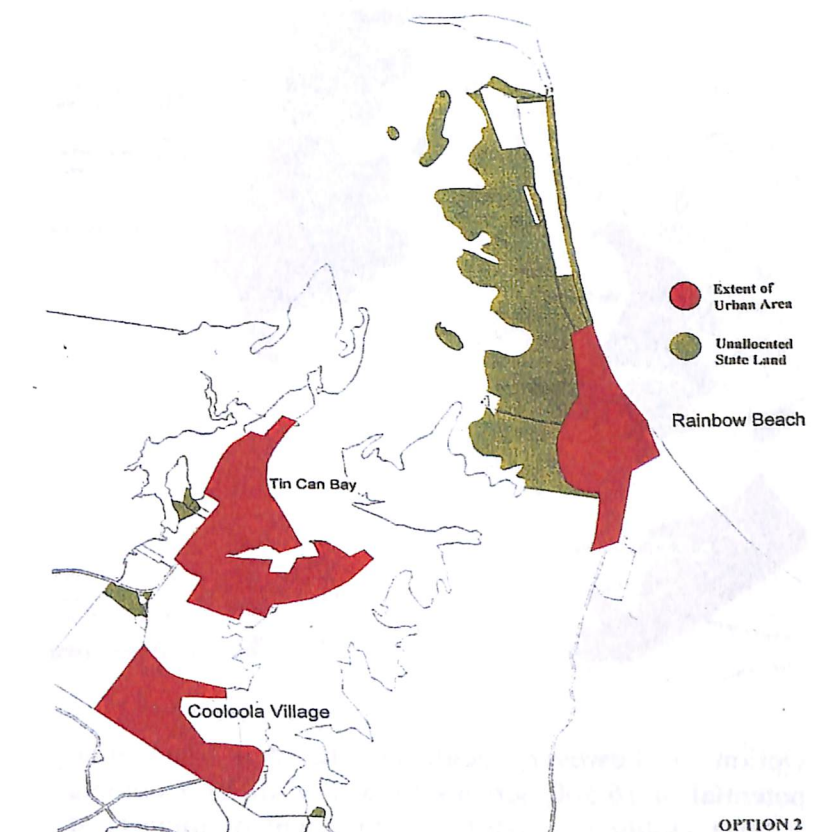 Extent of
Urban Area
Unallocated
State Land
Rainbow Beach
Tin Can Bay
Cooloola Village
OPTION 2